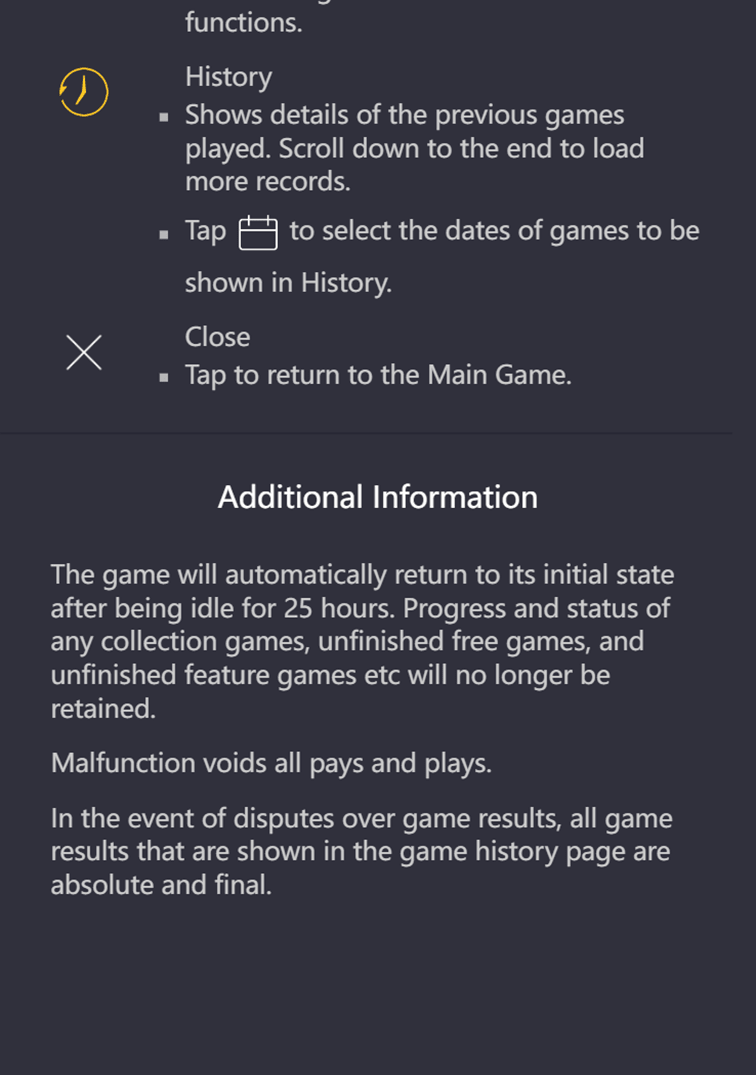 functions.
History
▪ Shows details of the previous games
played. Scroll down to the end to load
more records.
▪ Tap to select the dates of games to be
shown in History.
Close
▪ Tap to return to the Main Game.
Additional Information
The game will automatically return to its initial state
after being idle for 25 hours. Progress and status of
any collection games, unfinished free games, and
unfinished feature games etc will no longer be
retained.
Malfunction voids all pays and plays.
In the event of disputes over game results, all game
results that are shown in the game history page are
absolute and final.